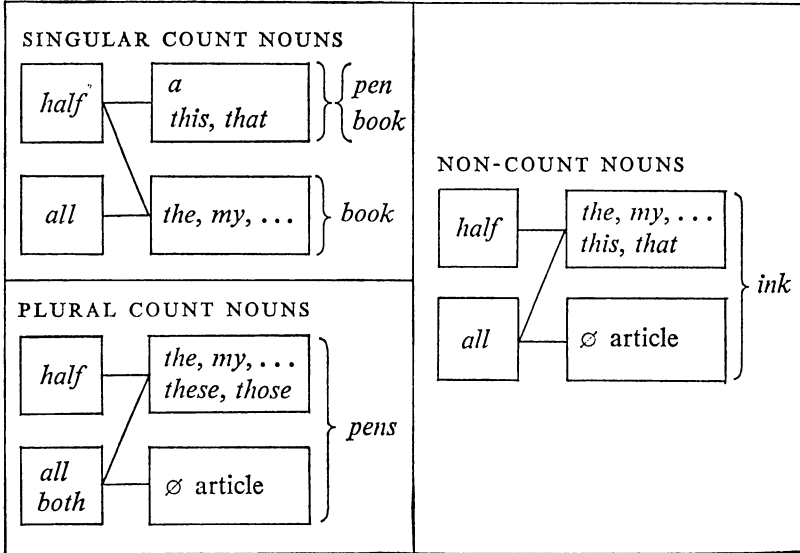 SINGULAR COUNT NOUNS
half
a
this, that
pen
book
all
the, my, ...
book
PLURAL COUNT NOUNS
half
the, my, ...
these, those
all
both
∅ article
pens
NON-COUNT NOUNS
half
the, my, ...
this, that
all
∅ article
ink